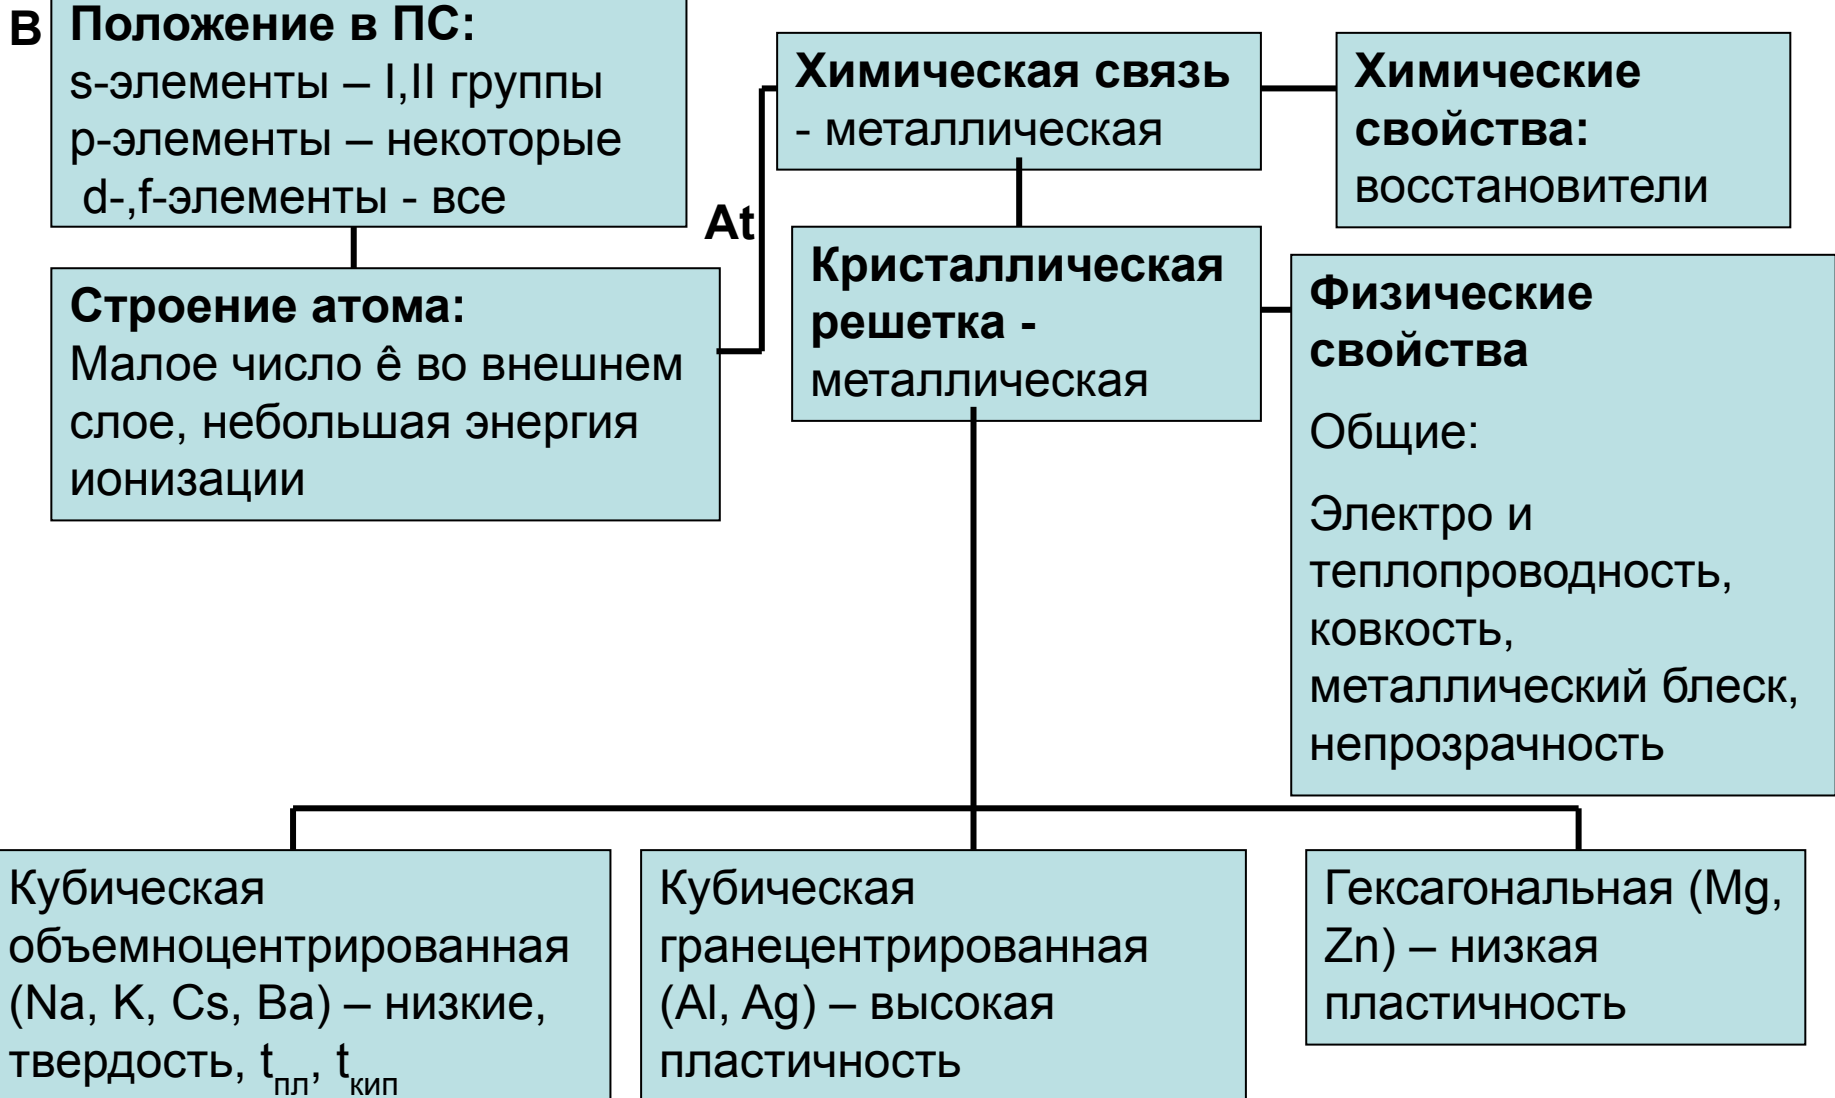 В
Положение в ПС:
s-элементы – I,II группы
р-элементы – некоторые
d-,f-элементы - все
Строение атома:
Малое число ê во внешнем
слое, небольшая энергия
ионизации
At
Химическая связь
- металлическая
Химические
свойства:
восстановители
Кристаллическая
решетка -
металлическая
Физические
свойства
Общие:
Электро и
теплопроводность,
ковкость,
металлический блеск,
непрозрачность
Кубическая
объемноцентрированная
(Na, K, Cs, Ba) – низкие,
твердость, tпл, tкип
Кубическая
гранецентрированная
(Al, Ag) – высокая
пластичность
Гексагональная (Mg,
Zn) – низкая
пластичность